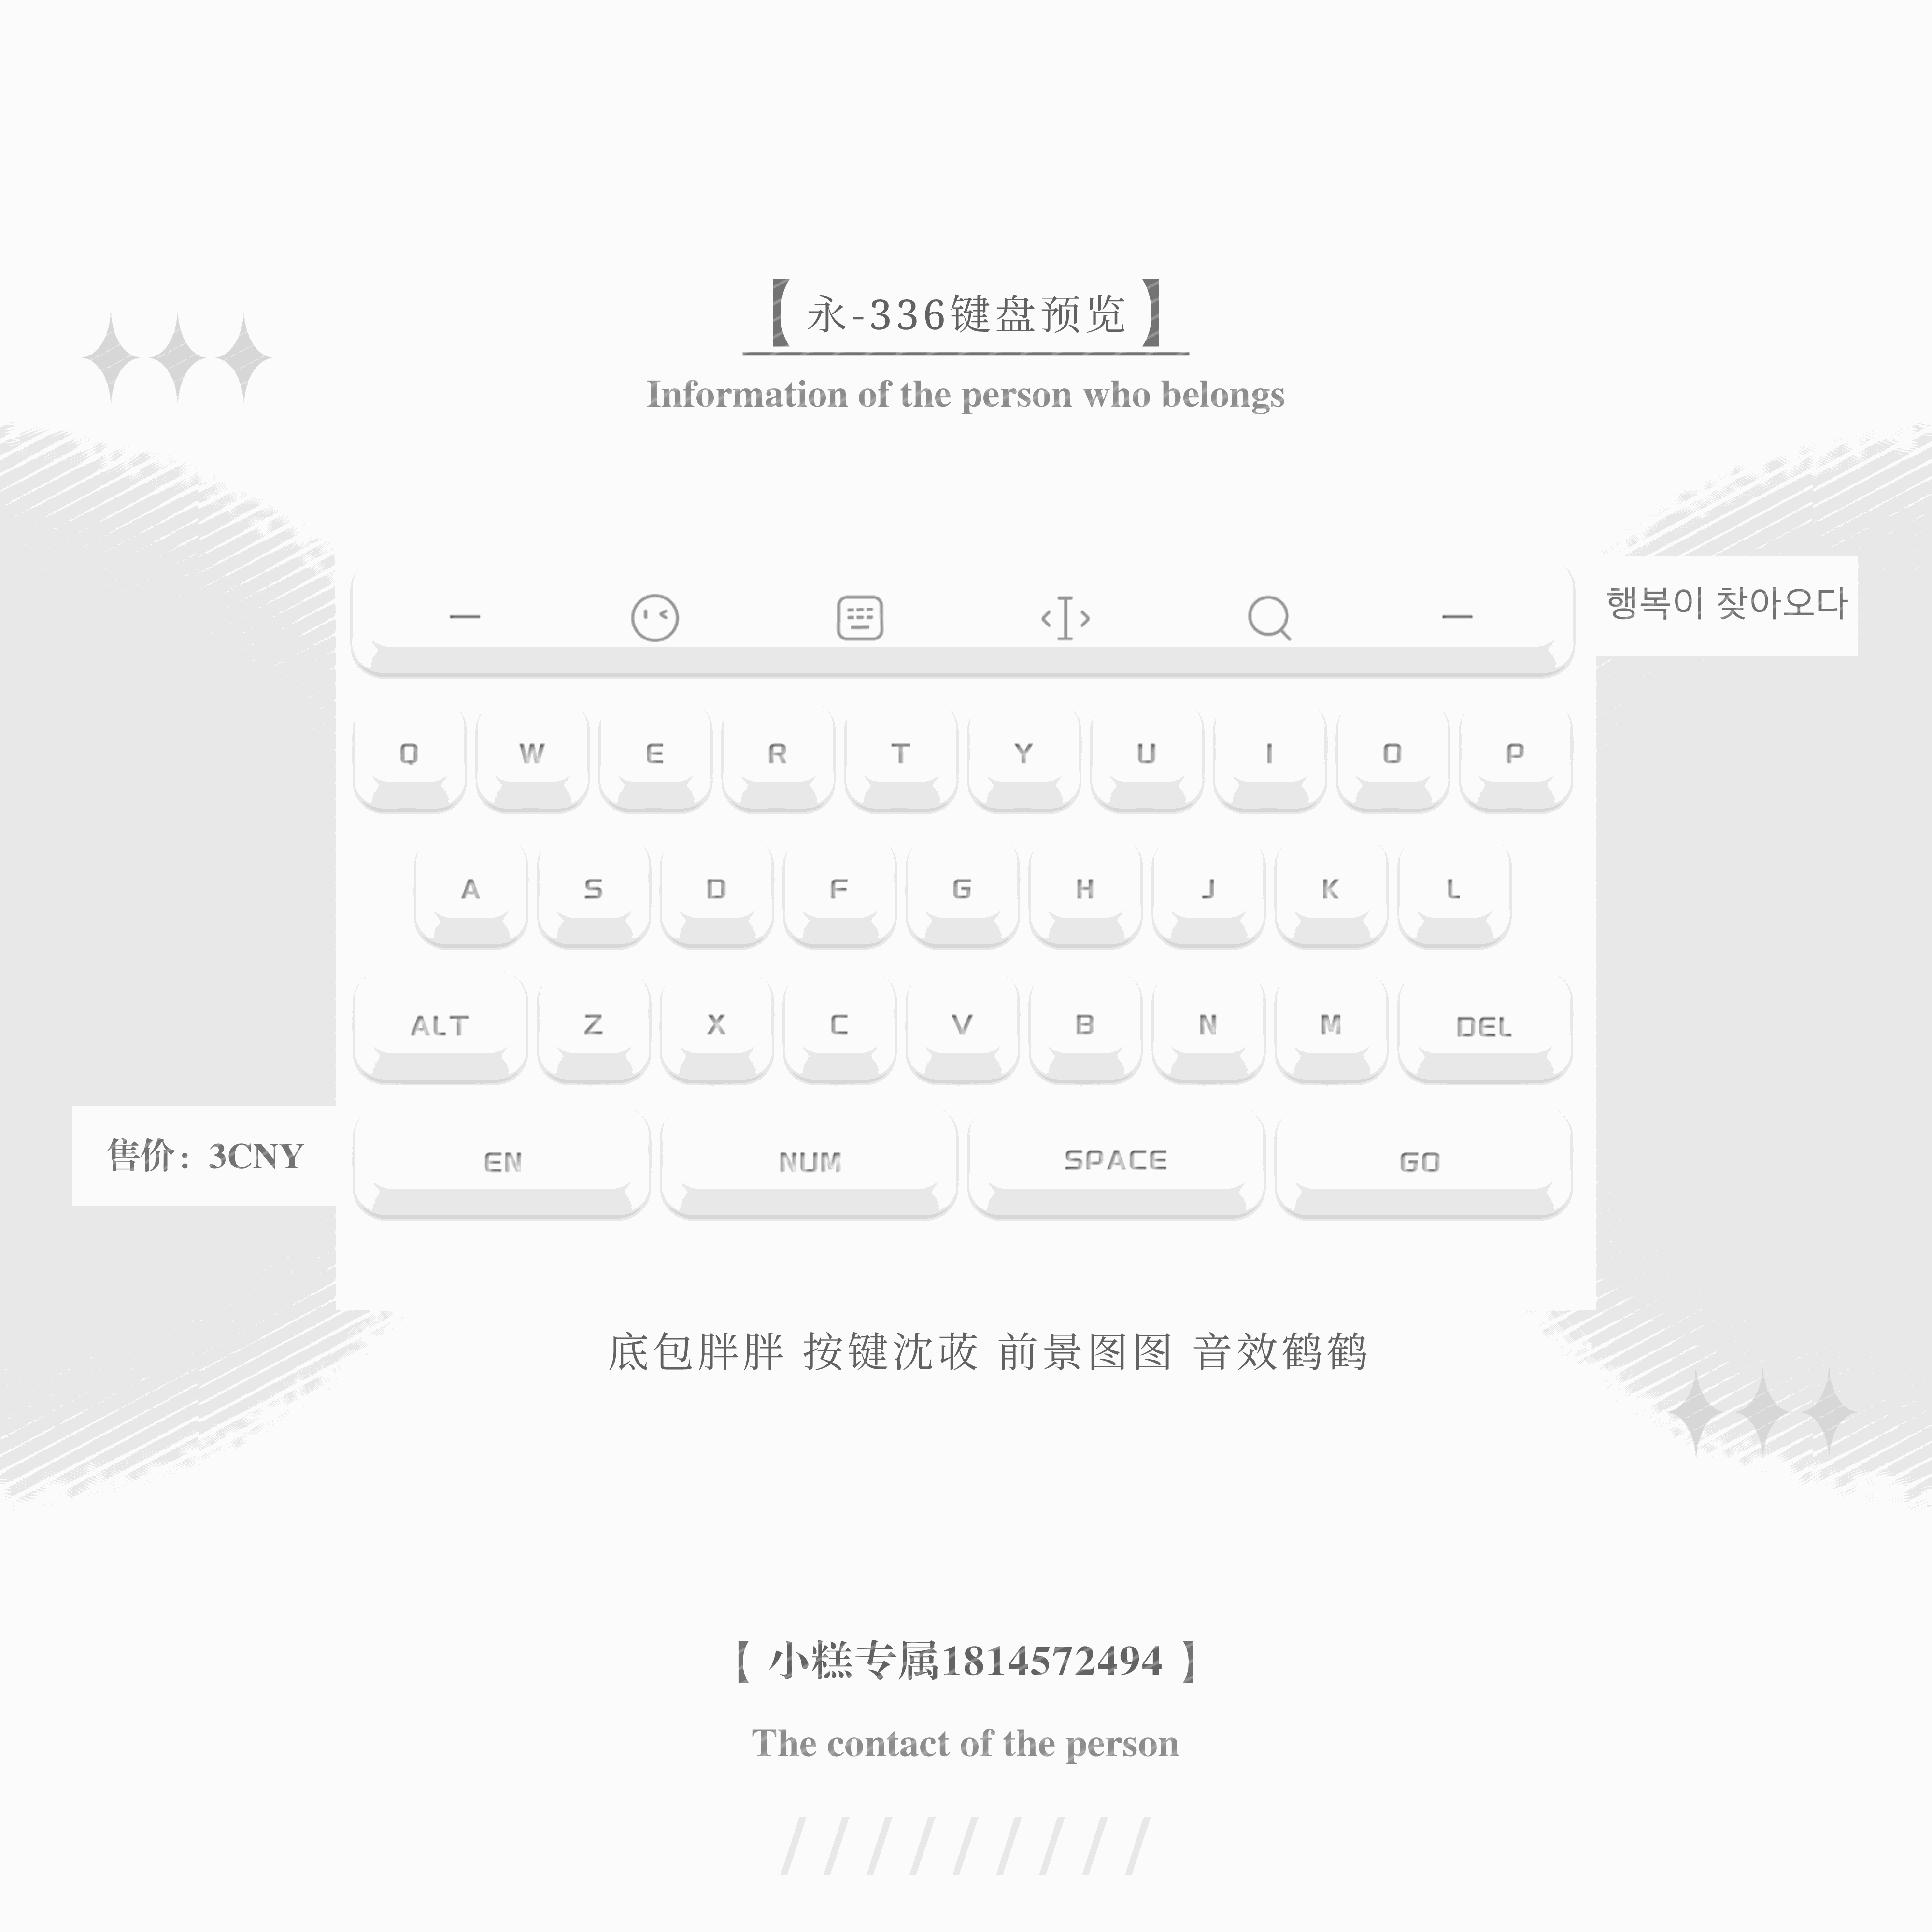 【永-336键盘预览】
Information of the person who belongs
행복이 찾아오다
Q W E R T Y U I O P
A S D F G H J K L
ALT Z X C V B N M DEL
售价：3CNY
EN NUM SPACE GO
底包胖胖 按键沈荍 前景图图 音效鹤鹤
【 小糕专属1814572494 】
The contact of the person
/ / / / / / / / /